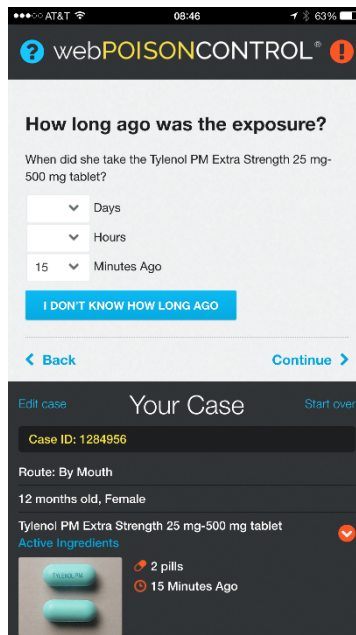 AT&T 08:46 63%
? webPOISONCONTROL® !
How long ago was the exposure?
When did she take the Tylenol PM Extra Strength 25 mg-
500 mg tablet?
Days
Hours
15 Minutes Ago
I DON'T KNOW HOW LONG AGO
Back Continue
Edit case Your Case Start over
Case ID: 1284956
Route: By Mouth
12 months old, Female
Tylenol PM Extra Strength 25 mg-500 mg tablet
Active Ingredients
TYLENOL PM 2 pills
15 Minutes Ago